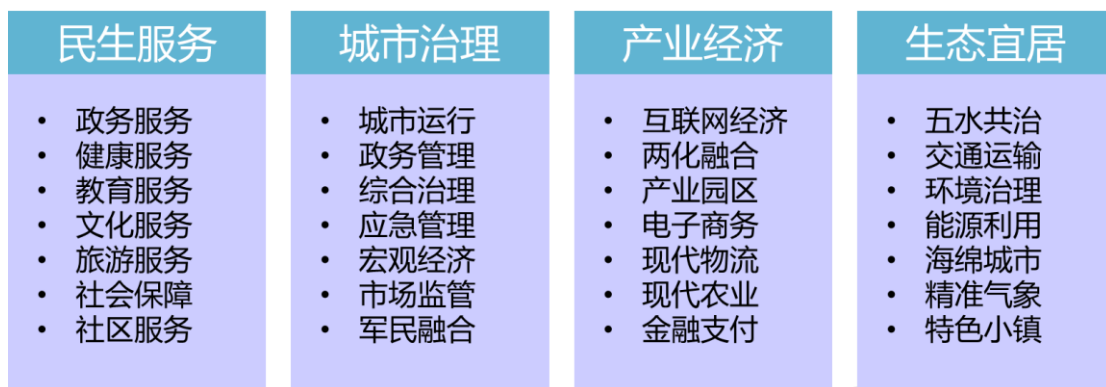 民生服务
• 政务服务
• 健康服务
• 教育服务
• 文化服务
• 旅游服务
• 社会保障
• 社区服务
城市治理
• 城市运行
• 政务管理
• 综合治理
• 应急管理
• 宏观经济
• 市场监管
• 军民融合
产业经济
• 互联网经济
• 两化融合
• 产业园区
• 电子商务
• 现代物流
• 现代农业
• 金融支付
生态宜居
• 五水共治
• 交通运输
• 环境治理
• 能源利用
• 海绵城市
• 精准气象
• 特色小镇